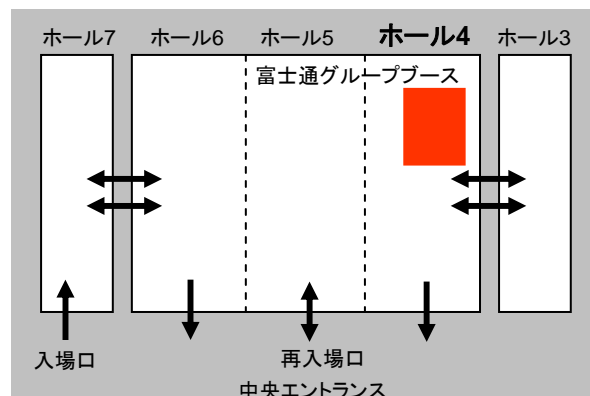 ホール7 ホール6 ホール5 ホール4 ホール3
富士通グループブース
入場口 再入場口
中央エントランス